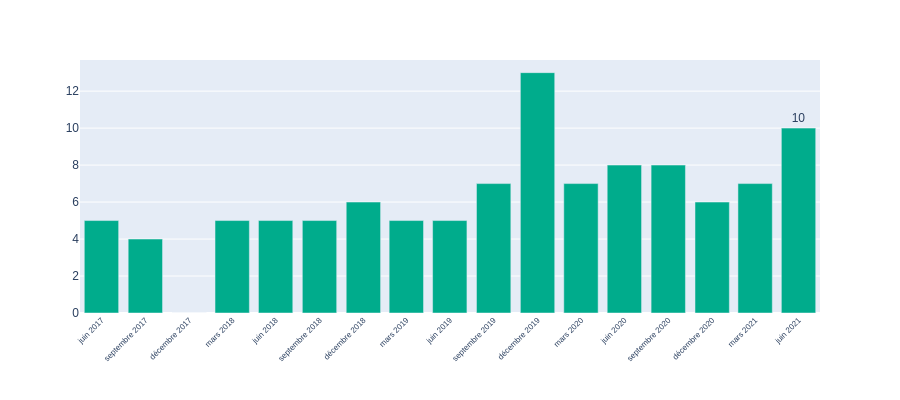 12
10
8
6
4
2
0
10
juin 2017
septembre 2017
décembre 2017
mars 2018
juin 2018
septembre 2018
décembre 2018
mars 2019
juin 2019
septembre 2019
décembre 2019
mars 2020
juin 2020
septembre 2020
décembre 2020
mars 2021
juin 2021